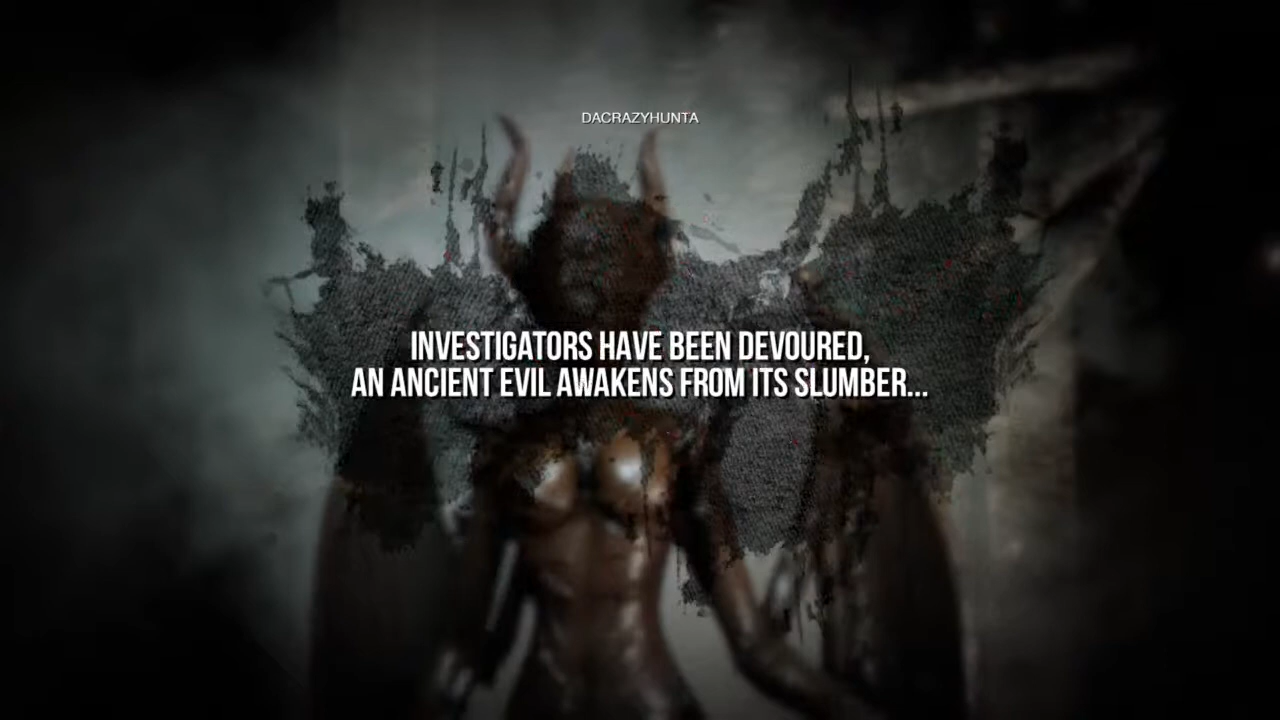 DACRAZYHUNTA
INVESTIGATORS HAVE BEEN DEVOURED,
AN ANCIENT EVIL AWAKENS FROM ITS SLUMBER...